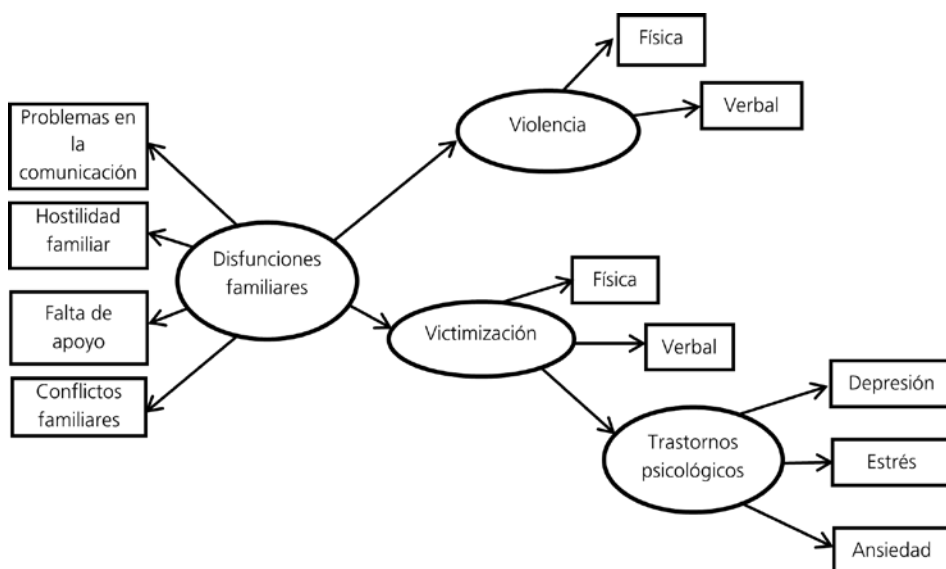 Física
Verbal
Violencia
Problemas en
la
comunicación
Hostilidad
familiar
Disfunciones
familiares
Falta de
apoyo
Conflictos
familiares
Física
Victimización
Verbal
Depresión
Trastornos
psicológicos
Estrés
Ansiedad